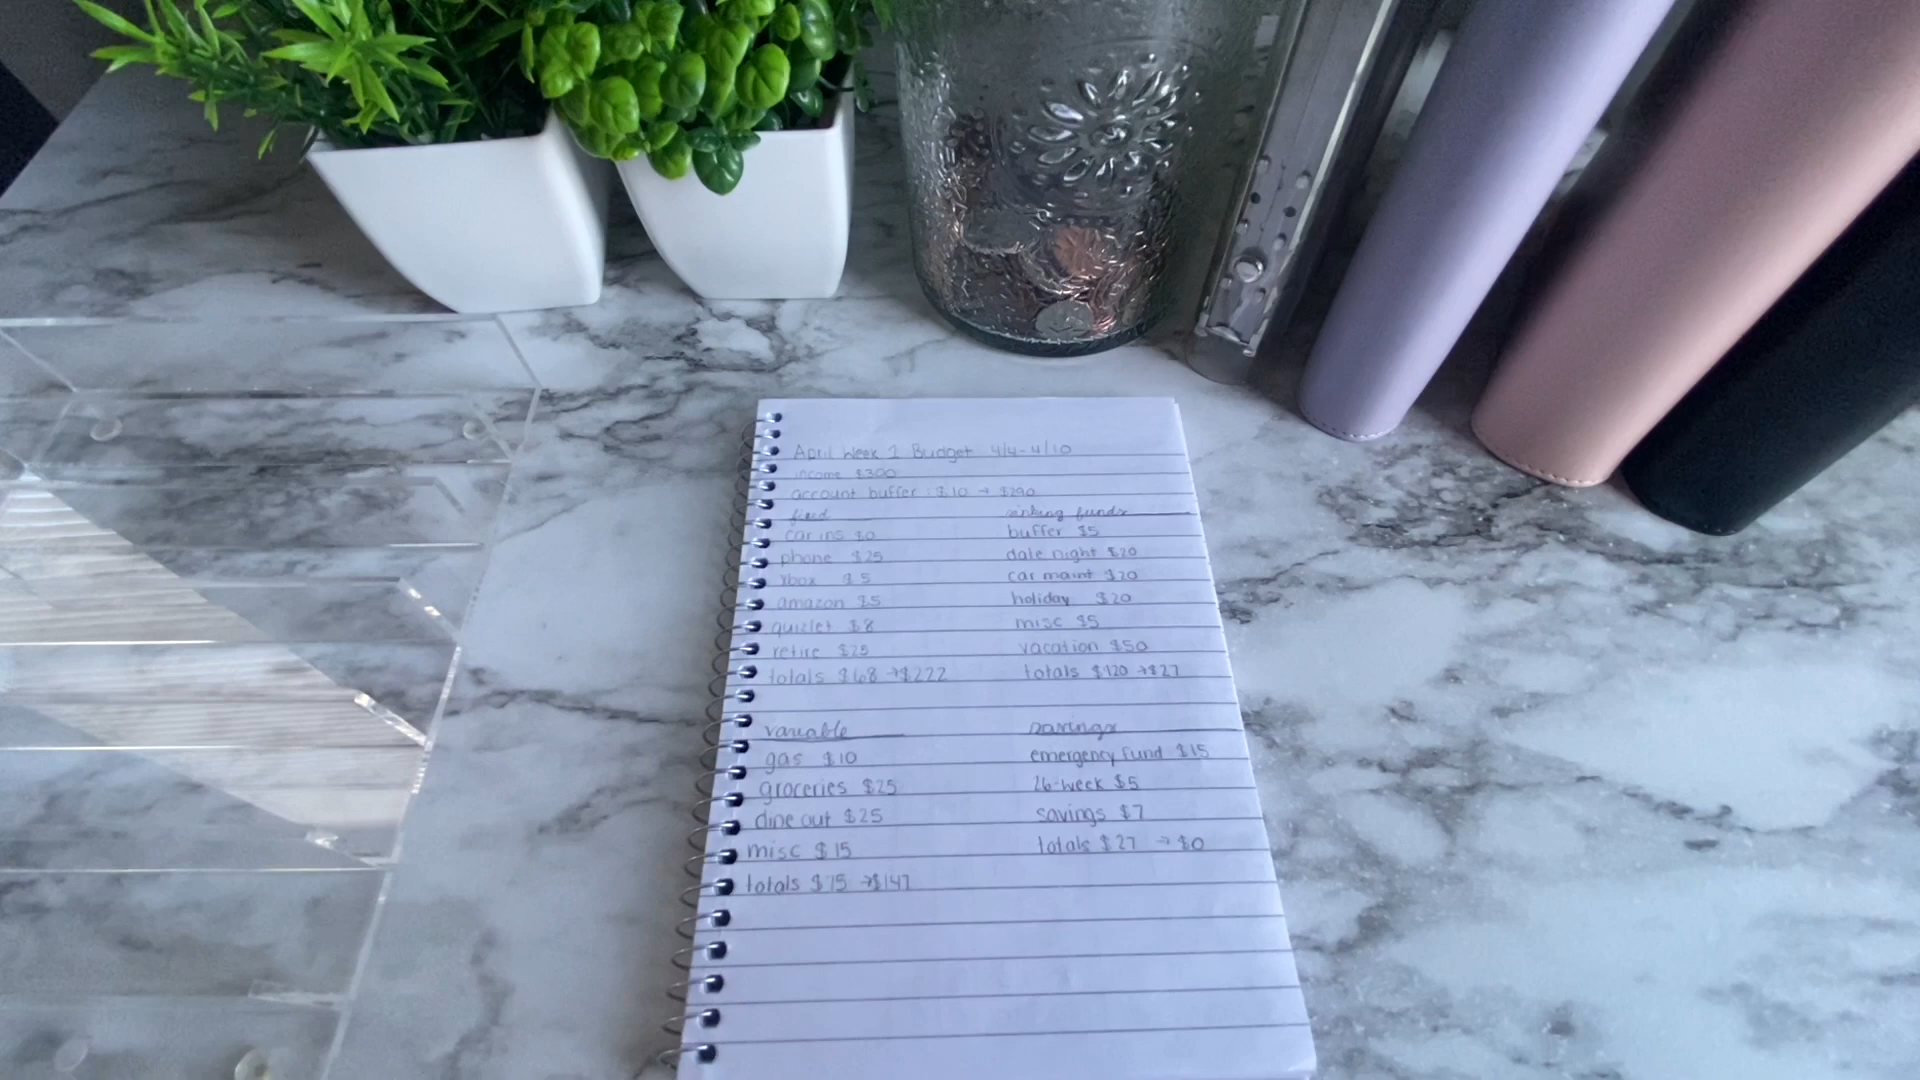 April Week 1 Budget 4/4-4/10
income $300
account buffer: $10 → $290
fixed
car ins $0
phone $25
xbox $5
amazon $5
quizlet $8
retire $25
totals $68 → $222
sinking funds
buffer $5
date night $20
car maint $20
holiday $20
misc $5
vacation $50
totals $120 → $27
variable
gas $10
groceries $25
dine out $25
misc $15
totals $75 → $147
savings
emergency fund $15
26-week $5
savings $7
totals $27 → $0